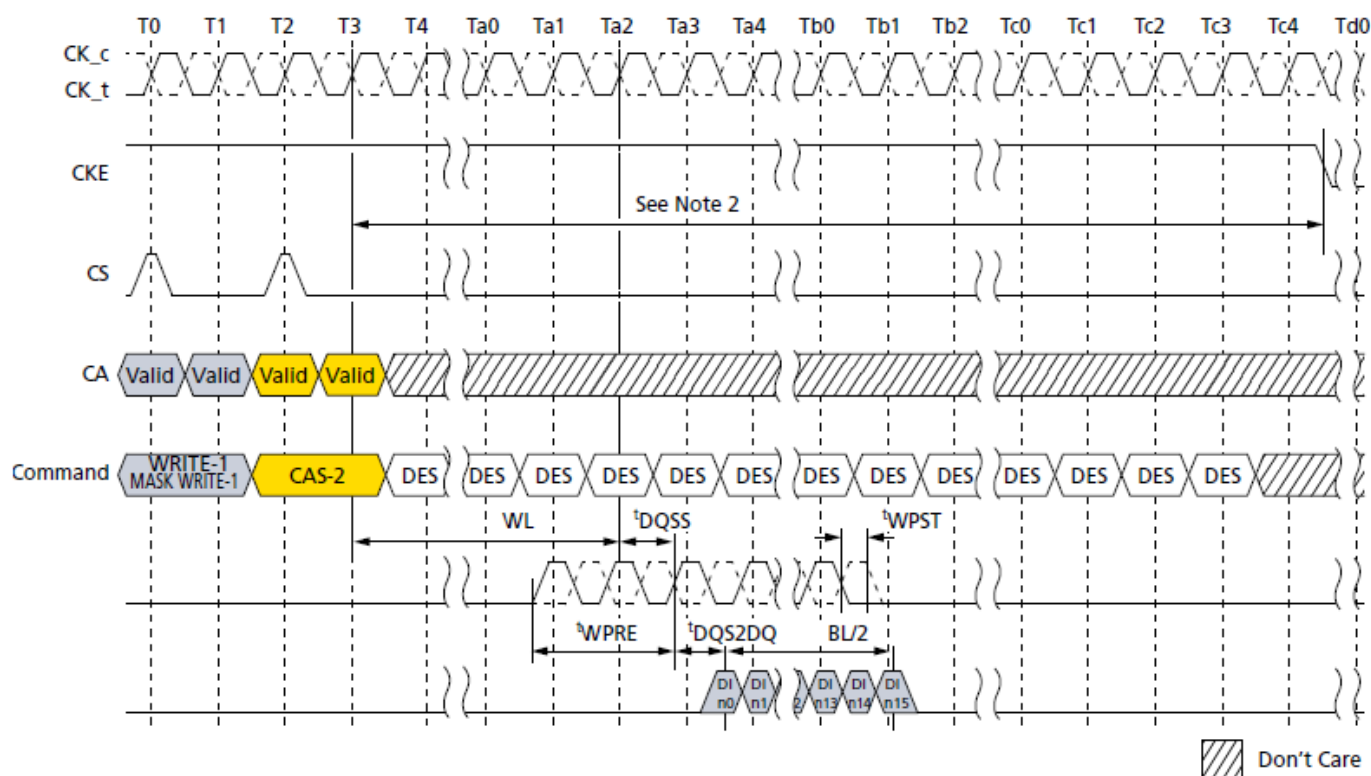 T0 T1 T2 T3 T4 Ta0 Ta1 Ta2 Ta3 Ta4 Tb0 Tb1 Tb2 Tc0 Tc1 Tc2 Tc3 Tc4 Td0
CK_c
CK_t
CKE
See Note 2
CS
CA Valid Valid Valid Valid
Command WRITE-1 MASK WRITE-1 CAS-2 DES DES DES DES DES DES DES DES DES DES DES DES DES
WL tDQSS tWPST
tWPRE tDQS2DQ BL/2
DI n0 DI n1 2 DI n13 DI n14 DI n15
Don't Care